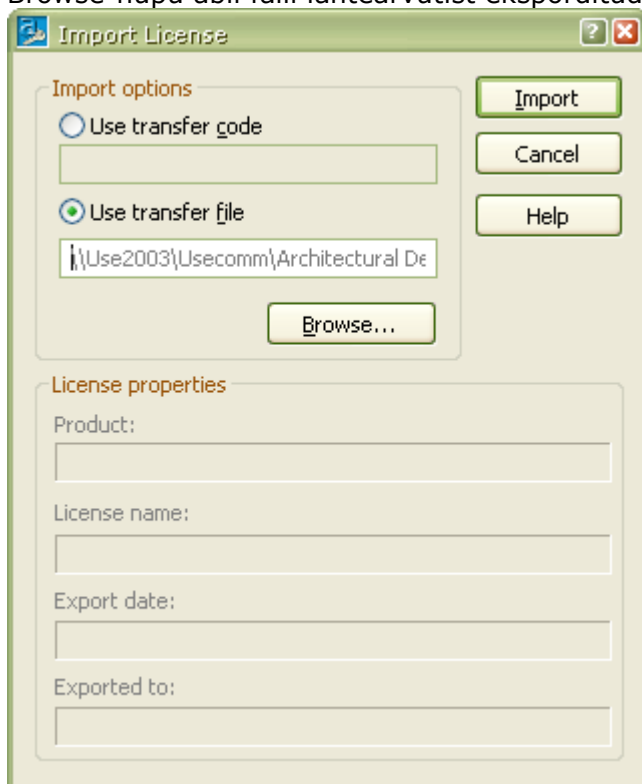 Browse nupu abil faili lähtearvutist eksporditud
Import License
Import options
Use transfer code
Use transfer file
\\Use2003\Usecomm\Architectural De
Browse...
Import
Cancel
Help
License properties
Product:
License name:
Export date:
Exported to: